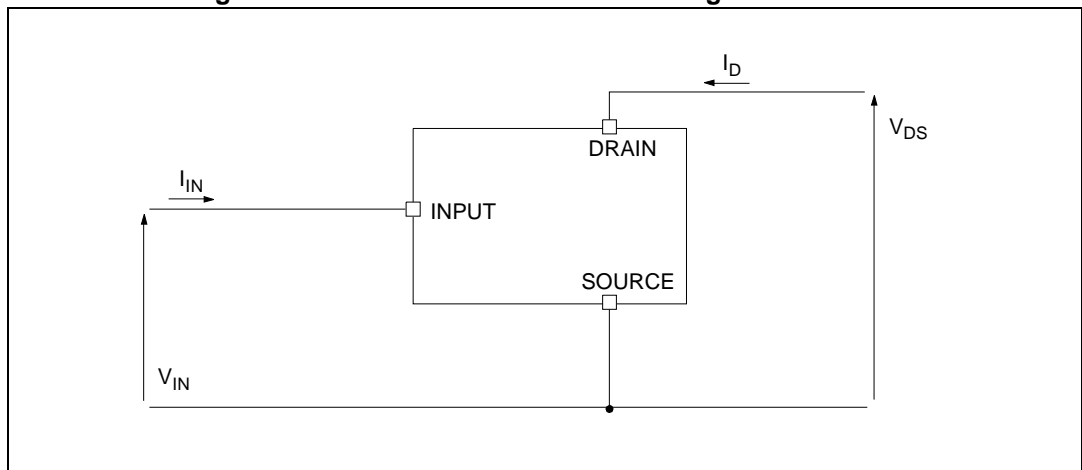 I_D
V_DS
DRAIN
I_IN
INPUT
SOURCE
V_IN